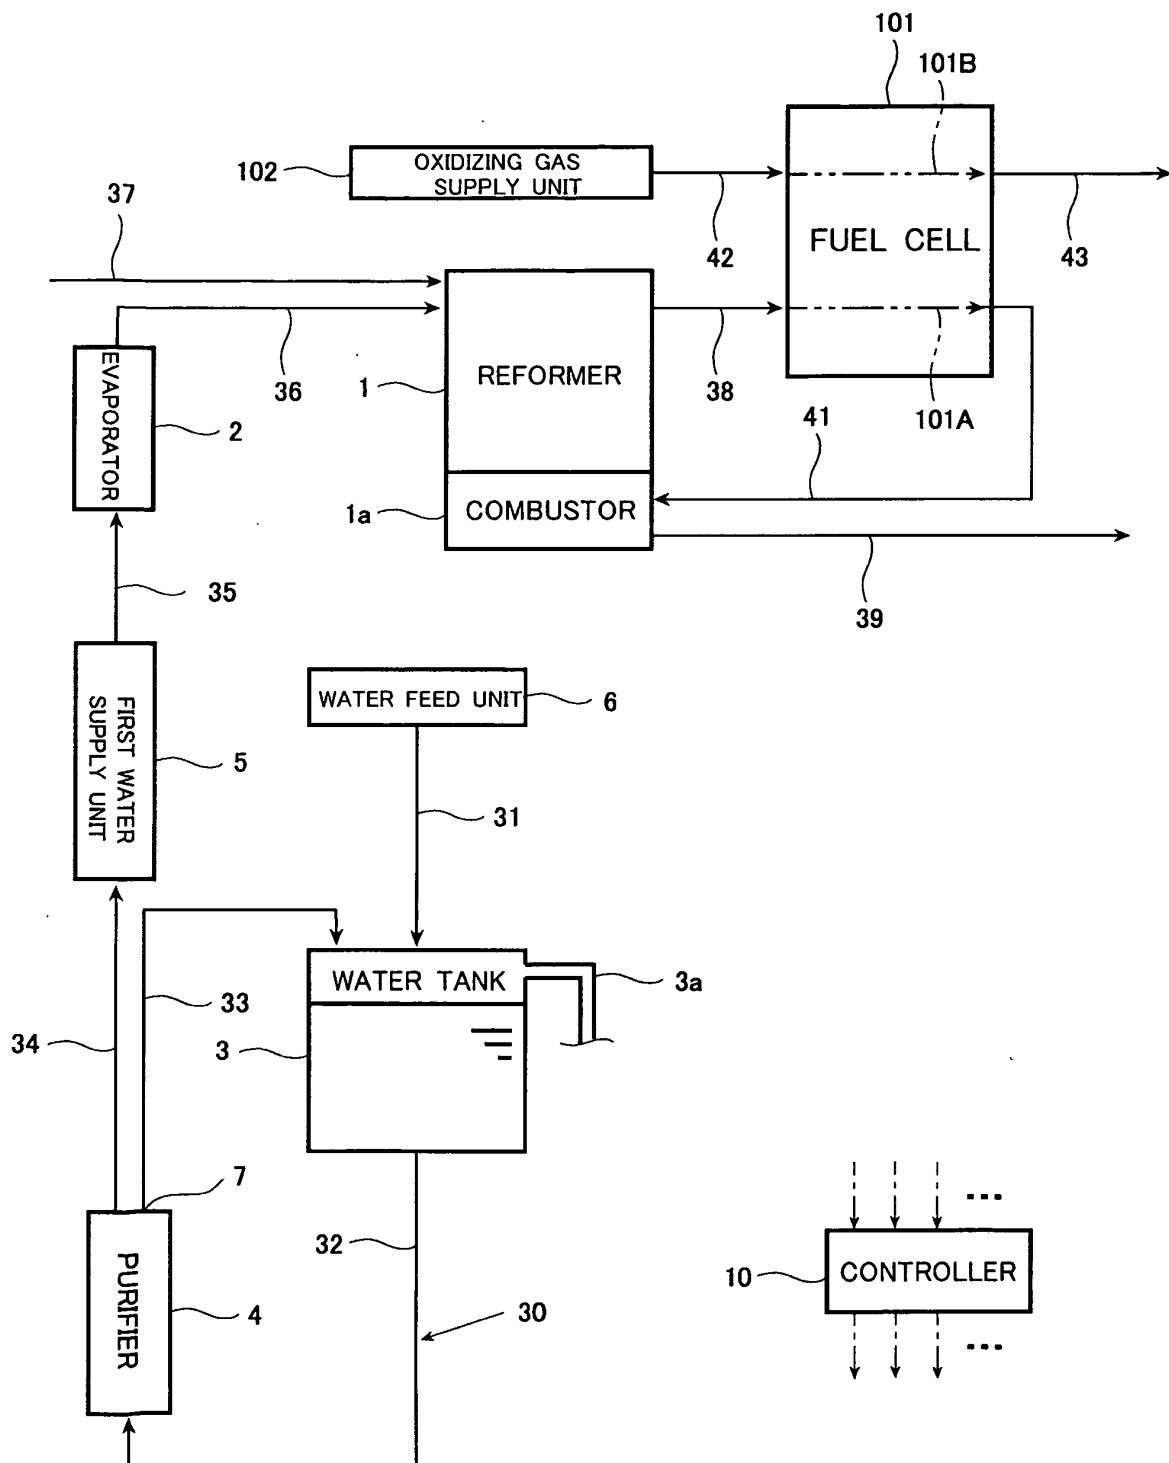 101
101B
OXIDIZING GAS
SUPPLY UNIT
102
37
42
FUEL CELL
43
EVAPORATOR
36
REFORMER
1
38
101A
2
41
1a
COMBUSTOR
35
39
WATER FEED UNIT
6
FIRST WATER
SUPPLY UNIT
5
31
WATER TANK
3a
33
34
3
7
32
10
CONTROLLER
PURIFIER
4
30